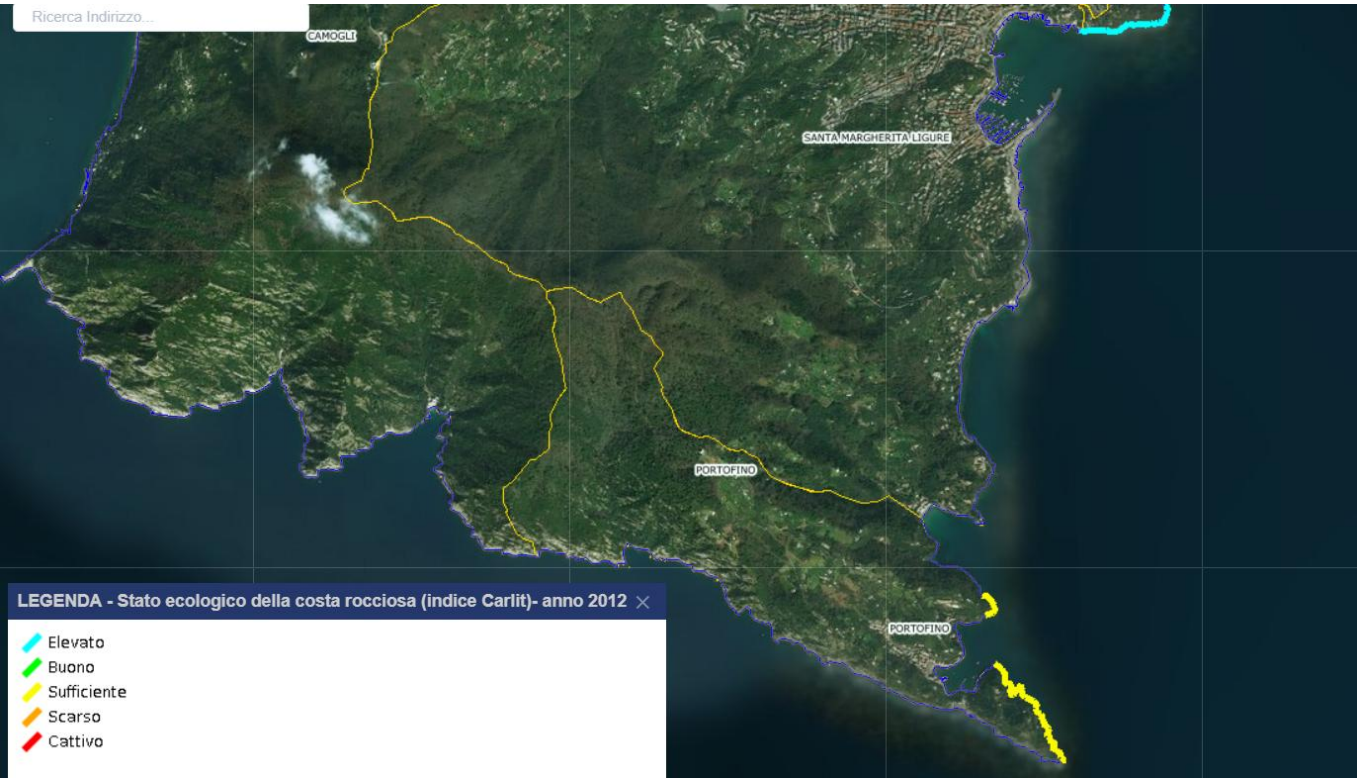 Ricerca Indirizzo...
CAMOGLI
SANTA MARGHERITA LIGURE
PORTOFINO
PORTOFINO
LEGENDA - Stato ecologico della costa rocciosa (indice Carlit)- anno 2012 ×
Elevato
Buono
Sufficiente
Scarso
Cattivo